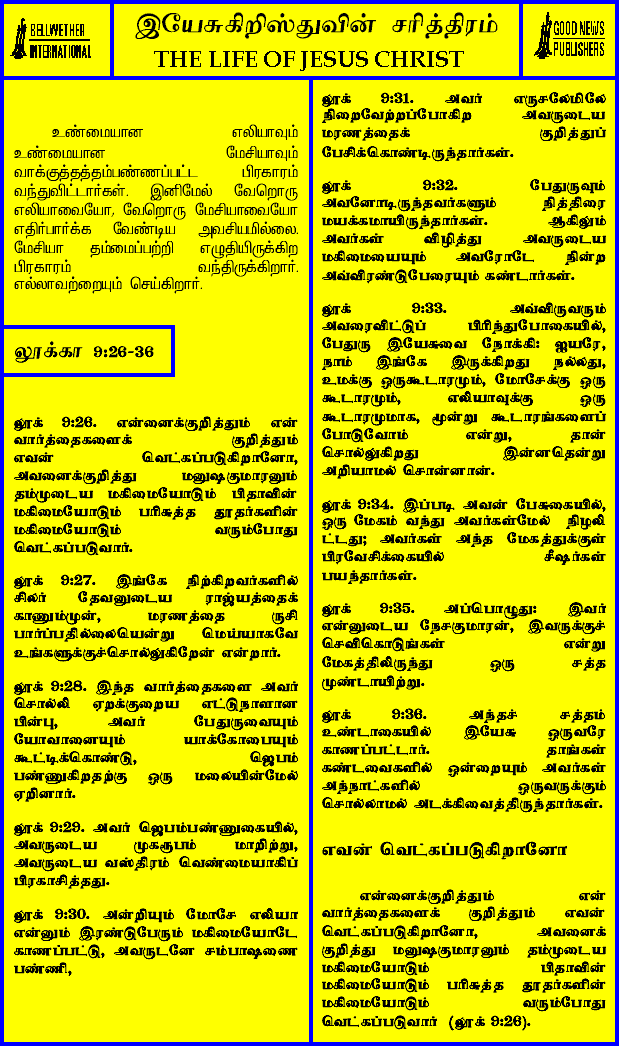 BELLWETHER
INTERNATIONAL
இயேசுகிறிஸ்துவின் சரித்திரம்
THE LIFE OF JESUS CHRIST
GOOD NEWS
PUBLISHERS
உண்மையான எலியாவும்
உண்மையான மேசியாவும்
வாக்குத்தத்தம்பண்ணப்பட்ட பிரகாரம்
வந்துவிட்டார்கள். இனிமேல் வேறொரு
எலியாவையோ, வேறொரு மேசியாவையோ
எதிர்பார்க்க வேண்டிய அவசியமில்லை.
மேசியா தம்மைப்பற்றி எழுதியிருக்கிற
பிரகாரம் வந்திருக்கிறார்.
எல்லாவற்றையும் செய்கிறார்.
லூக்கா 9:26-36
லூக் 9:26. என்னைக்குறித்தும் என்
வார்த்தைகளைக் குறித்தும்
எவன் வெட்கப்படுகிறானோ,
அவனைக்குறித்து மனுஷகுமாரனும்
தம்முடைய மகிமையோடும் பிதாவின்
மகிமையோடும் பரிசுத்த தூதர்களின்
மகிமையோடும் வரும்போது
வெட்கப்படுவார்.
லூக் 9:27. இங்கே நிற்கிறவர்களில்
சிலர் தேவனுடைய ராஜ்யத்தைக்
காணுமுன், மரணத்தை ருசி
பார்ப்பதில்லையென்று மெய்யாகவே
உங்களுக்குச்சொல்லுகிறேன் என்றார்.
லூக் 9:28. இந்த வார்த்தைகளை அவர்
சொல்லி ஏறக்குறைய எட்டுநாளான
பின்பு, அவர் பேதுருவையும்
யோவானையும் யாக்கோபையும்
கூட்டிக்கொண்டு, ஜெபம்
பண்ணுகிறதற்கு ஒரு மலையின்மேல்
ஏறினார்.
லூக் 9:29. அவர் ஜெபம்பண்ணுகையில்,
அவருடைய முகரூபம் மாறிற்று,
அவருடைய வஸ்திரம் வெண்மையாகிப்
பிரகாசித்தது.
லூக் 9:30. அன்றியும் மோசே எலியா
என்னும் இரண்டுபேரும் மகிமையோடே
காணப்பட்டு, அவருடனே சம்பாஷணை
பண்ணி,
லூக் 9:31. அவர் எருசலேமிலே
நிறைவேற்றப்போகிற அவருடைய
மரணத்தைக் குறித்துப்
பேசிக்கொண்டிருந்தார்கள்.
லூக் 9:32. பேதுருவும்
அவனோடிருந்தவர்களும் நித்திரை
மயக்கமாயிருந்தார்கள். ஆகிலும்
அவர்கள் விழித்து அவருடைய
மகிமையையும் அவரோடே நின்ற
அவ்விரண்டுபேரையும் கண்டார்கள்.
லூக் 9:33. அவ்விருவரும்
அவரைவிட்டுப் பிரிந்துபோகையில்,
பேதுரு இயேசுவை நோக்கி: ஐயரே,
நாம் இங்கே இருக்கிறது நல்லது,
உமக்கு ஒருகூடாரமும், மோசேக்கு ஒரு
கூடாரமும், எலியாவுக்கு ஒரு
கூடாரமுமாக, மூன்று கூடாரங்களைப்
போடுவோம் என்று, தான்
சொல்லுகிறது இன்னதென்று
அறியாமல் சொன்னான்.
லூக் 9:34. இப்படி அவன் பேசுகையில்,
ஒரு மேகம் வந்து அவர்கள்மேல் நிழலி
ட்டது; அவர்கள் அந்த மேகத்துக்குள்
பிரவேசிக்கையில் சீஷர்கள்
பயந்தார்கள்.
லூக் 9:35. அப்பொழுது: இவர்
என்னுடைய நேசகுமாரன், இவருக்குச்
செவிகொடுங்கள் என்று
மேகத்திலிருந்து ஒரு சத்த
முண்டாயிற்று.
லூக் 9:36. அந்தச் சத்தம்
உண்டாகையில் இயேசு ஒருவரே
காணப்பட்டார். தாங்கள்
கண்டவைகளில் ஒன்றையும் அவர்கள்
அந்நாட்களில் ஒருவருக்கும்
சொல்லாமல் அடக்கிவைத்திருந்தார்கள்.
எவன் வெட்கப்படுகிறானோ
என்னைக்குறித்தும் என்
வார்த்தைகளைக் குறித்தும் எவன்
வெட்கப்படுகிறானோ, அவனைக்
குறித்து மனுஷகுமாரனும் தம்முடைய
மகிமையோடும் பிதாவின்
மகிமையோடும் பரிசுத்த தூதர்களின்
மகிமையோடும் வரும்போது
வெட்கப்படுவார் (லூக் 9:26).